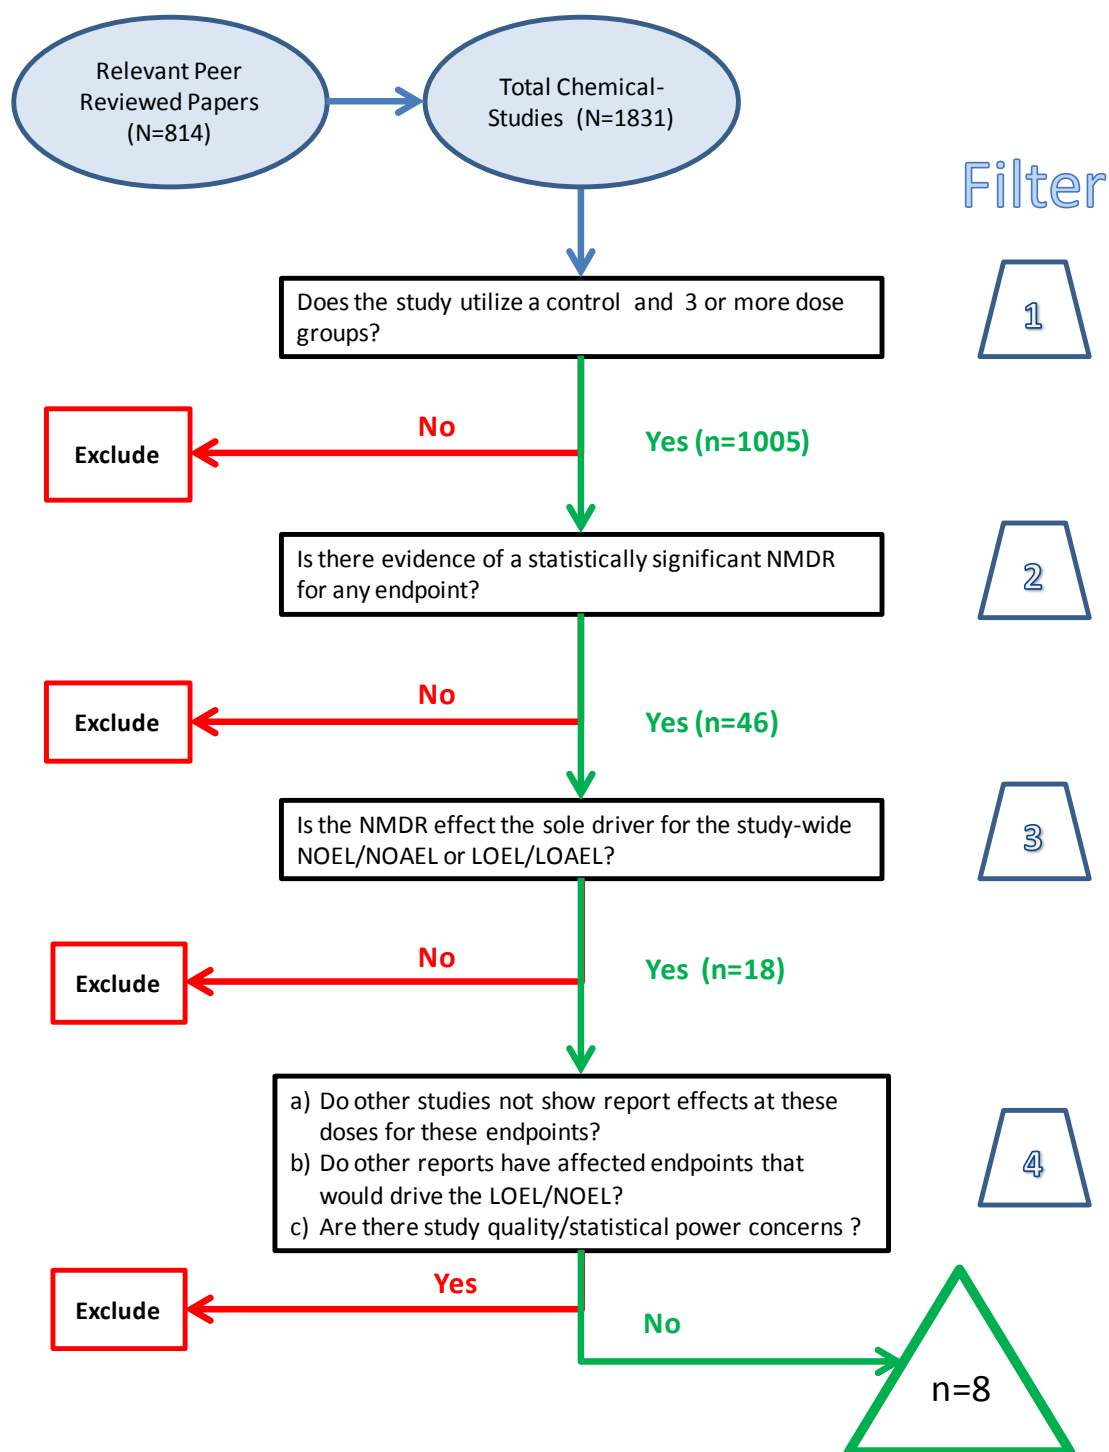 Relevant Peer
Reviewed Papers
(N=814)
Total Chemical-
Studies (N=1831)
Filter
Does the study utilize a control and 3 or more dose
groups?
1
No
Yes (n=1005)
Exclude
Is there evidence of a statistically significant NMDR
for any endpoint?
2
No
Yes (n=46)
Exclude
Is the NMDR effect the sole driver for the study-wide
NOEL/NOAEL or LOEL/LOAEL?
3
No
Yes (n=18)
Exclude
a) Do other studies not show report effects at these
doses for these endpoints?
b) Do other reports have affected endpoints that
would drive the LOEL/NOEL?
c) Are there study quality/statistical power concerns ?
4
Yes
Exclude
No
n=8